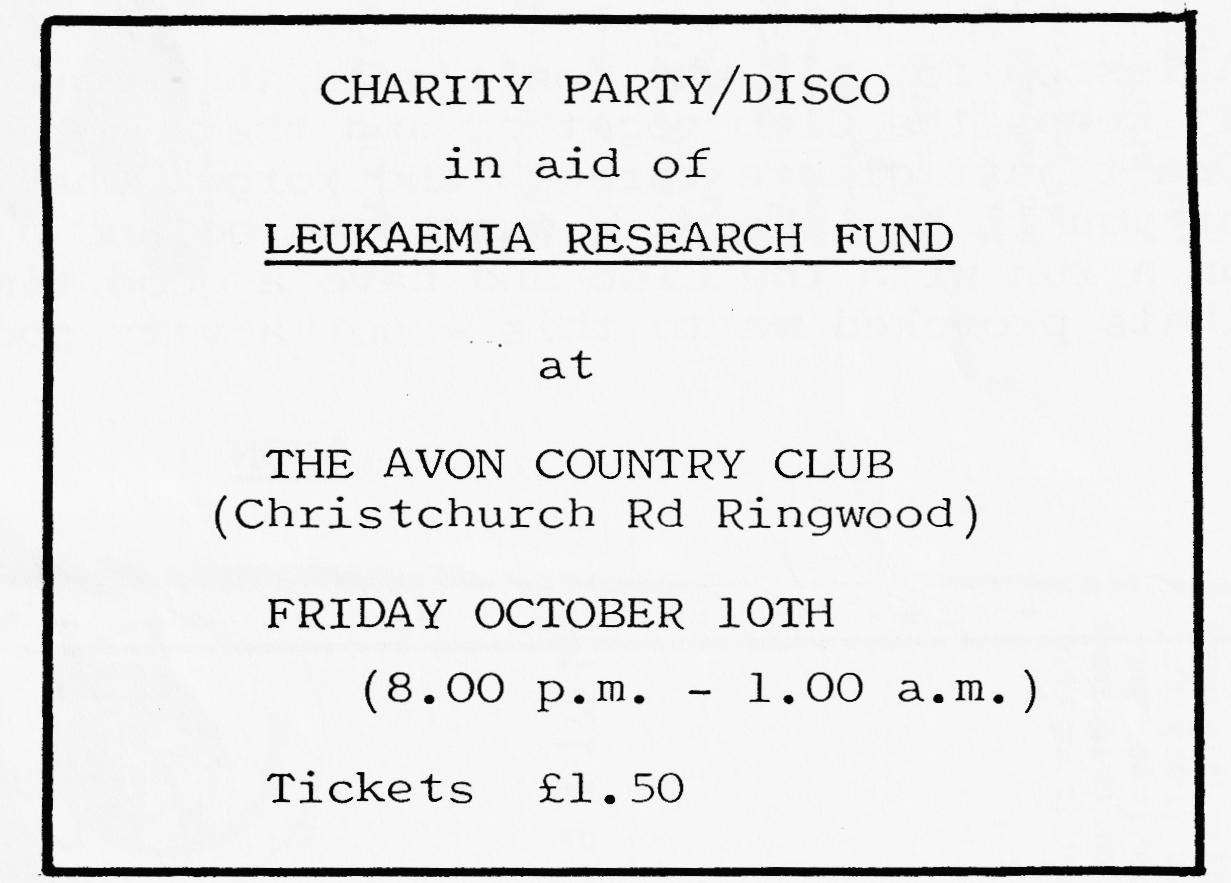 CHARITY PARTY/DISCO
in aid of
LEUKAEMIA RESEARCH FUND
at
THE AVON COUNTRY CLUB
(Christchurch Rd Ringwood)
FRIDAY OCTOBER 10TH
(8.00 p.m. - 1.00 a.m.)
Tickets £1.50